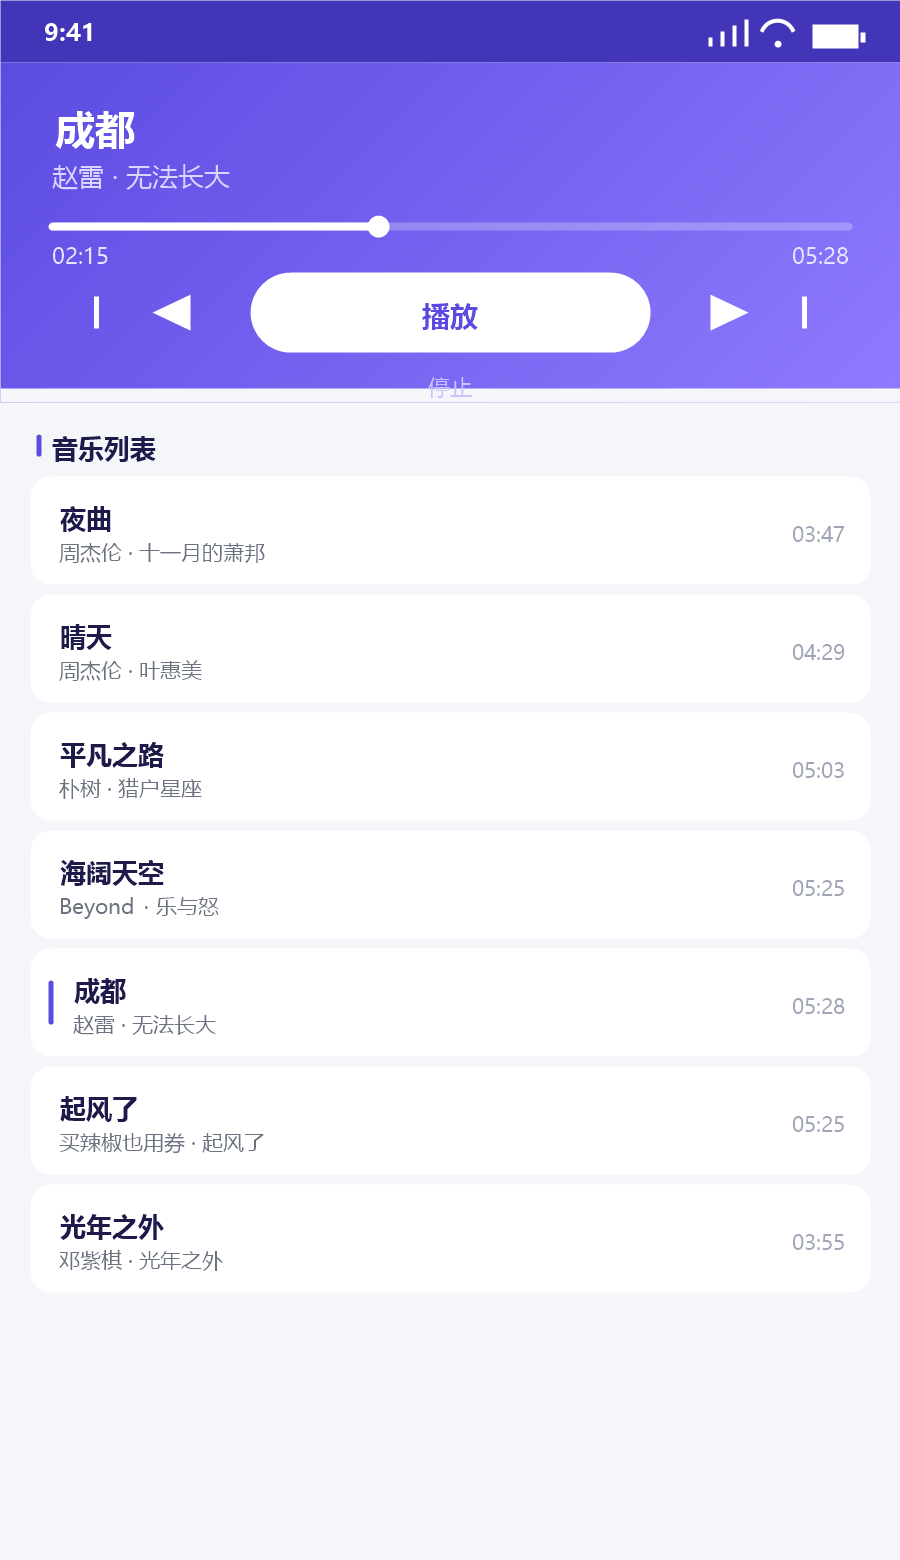 9:41
成都
赵雷 · 无法长大
02:15
05:28
播放
停止
音乐列表
夜曲
周杰伦 · 十一月的萧邦
03:47
晴天
周杰伦 · 叶惠美
04:29
平凡之路
朴树 · 猎户星座
05:03
海阔天空
Beyond · 乐与怒
05:25
成都
赵雷 · 无法长大
05:28
起风了
买辣椒也用券 · 起风了
05:25
光年之外
邓紫棋 · 光年之外
03:55